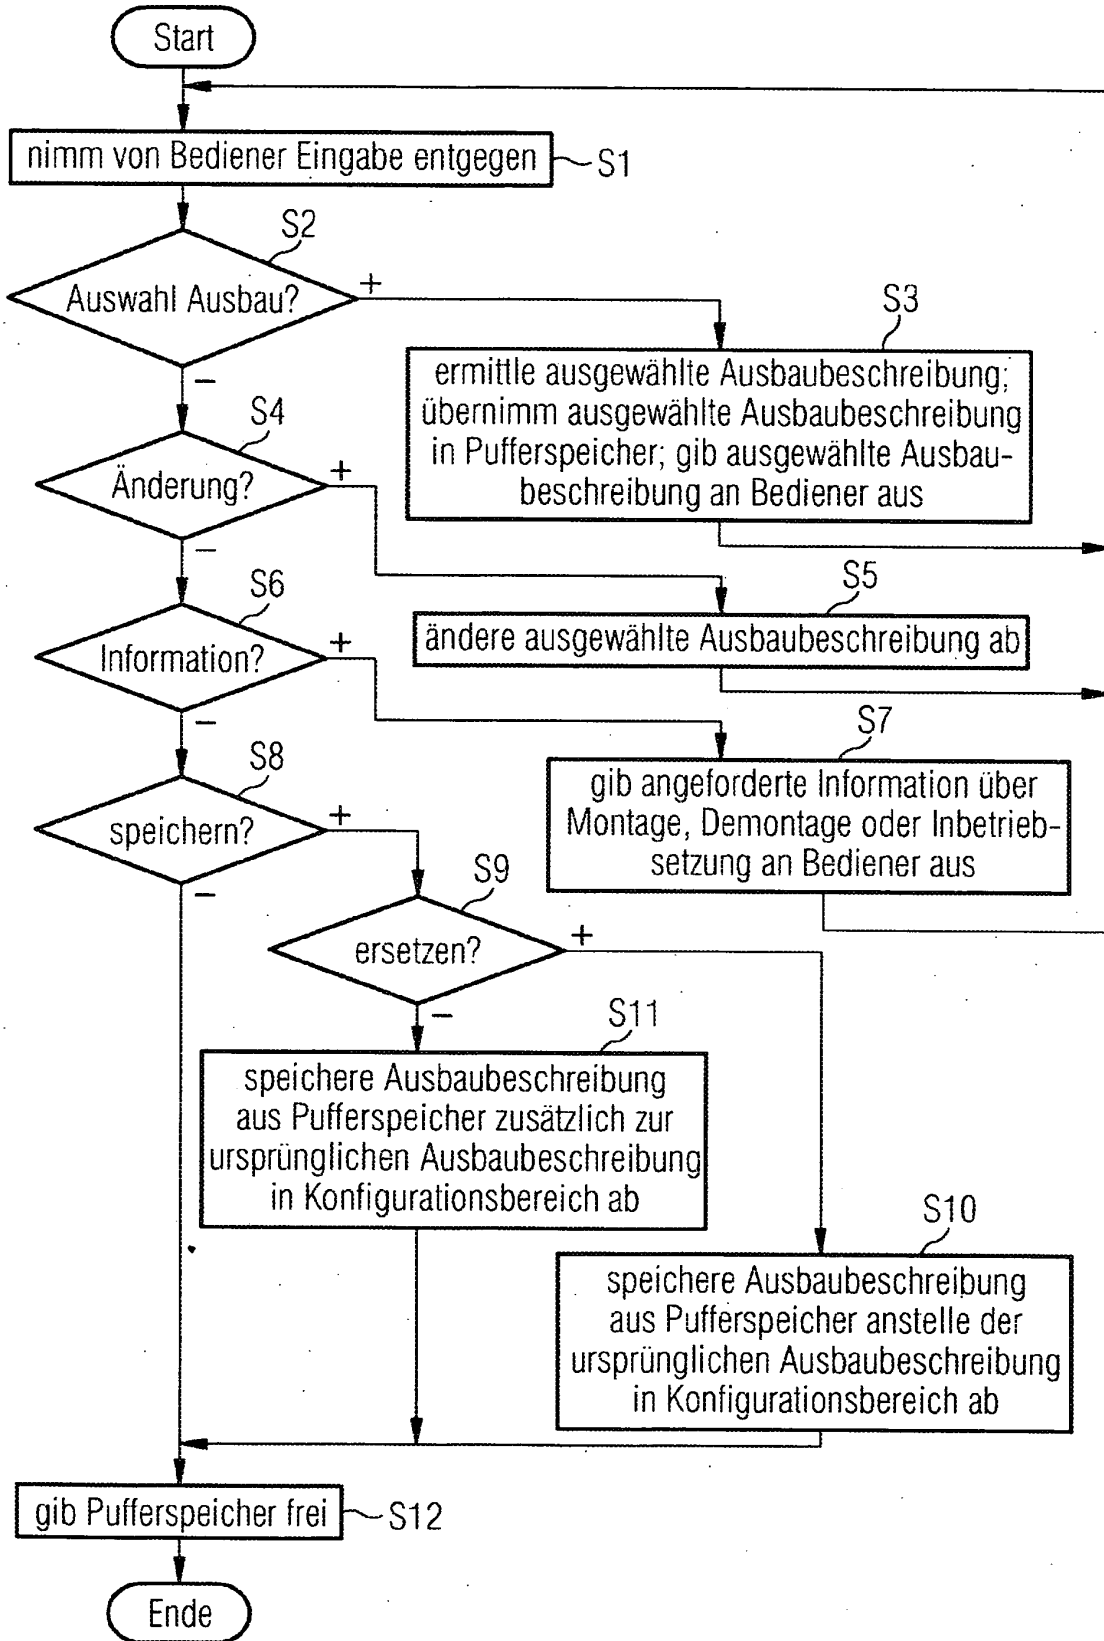 Start
nimm von Bediener Eingabe entgegen
S1
S2
Auswahl Ausbau?
+
–
S3
ermittle ausgewählte Ausbaubeschreibung;
übernimm ausgewählte Ausbaubeschreibung
in Pufferspeicher; gib ausgewählte Ausbau-
beschreibung an Bediener aus
S4
Änderung?
+
–
S5
ändere ausgewählte Ausbaubeschreibung ab
S6
Information?
+
–
S7
gib angeforderte Information über
Montage, Demontage oder Inbetrieb-
setzung an Bediener aus
S8
speichern?
+
–
S9
ersetzen?
+
–
S11
speichere Ausbaubeschreibung
aus Pufferspeicher zusätzlich zur
ursprünglichen Ausbaubeschreibung
in Konfigurationsbereich ab
S10
speichere Ausbaubeschreibung
aus Pufferspeicher anstelle der
ursprünglichen Ausbaubeschreibung
in Konfigurationsbereich ab
gib Pufferspeicher frei
S12
Ende